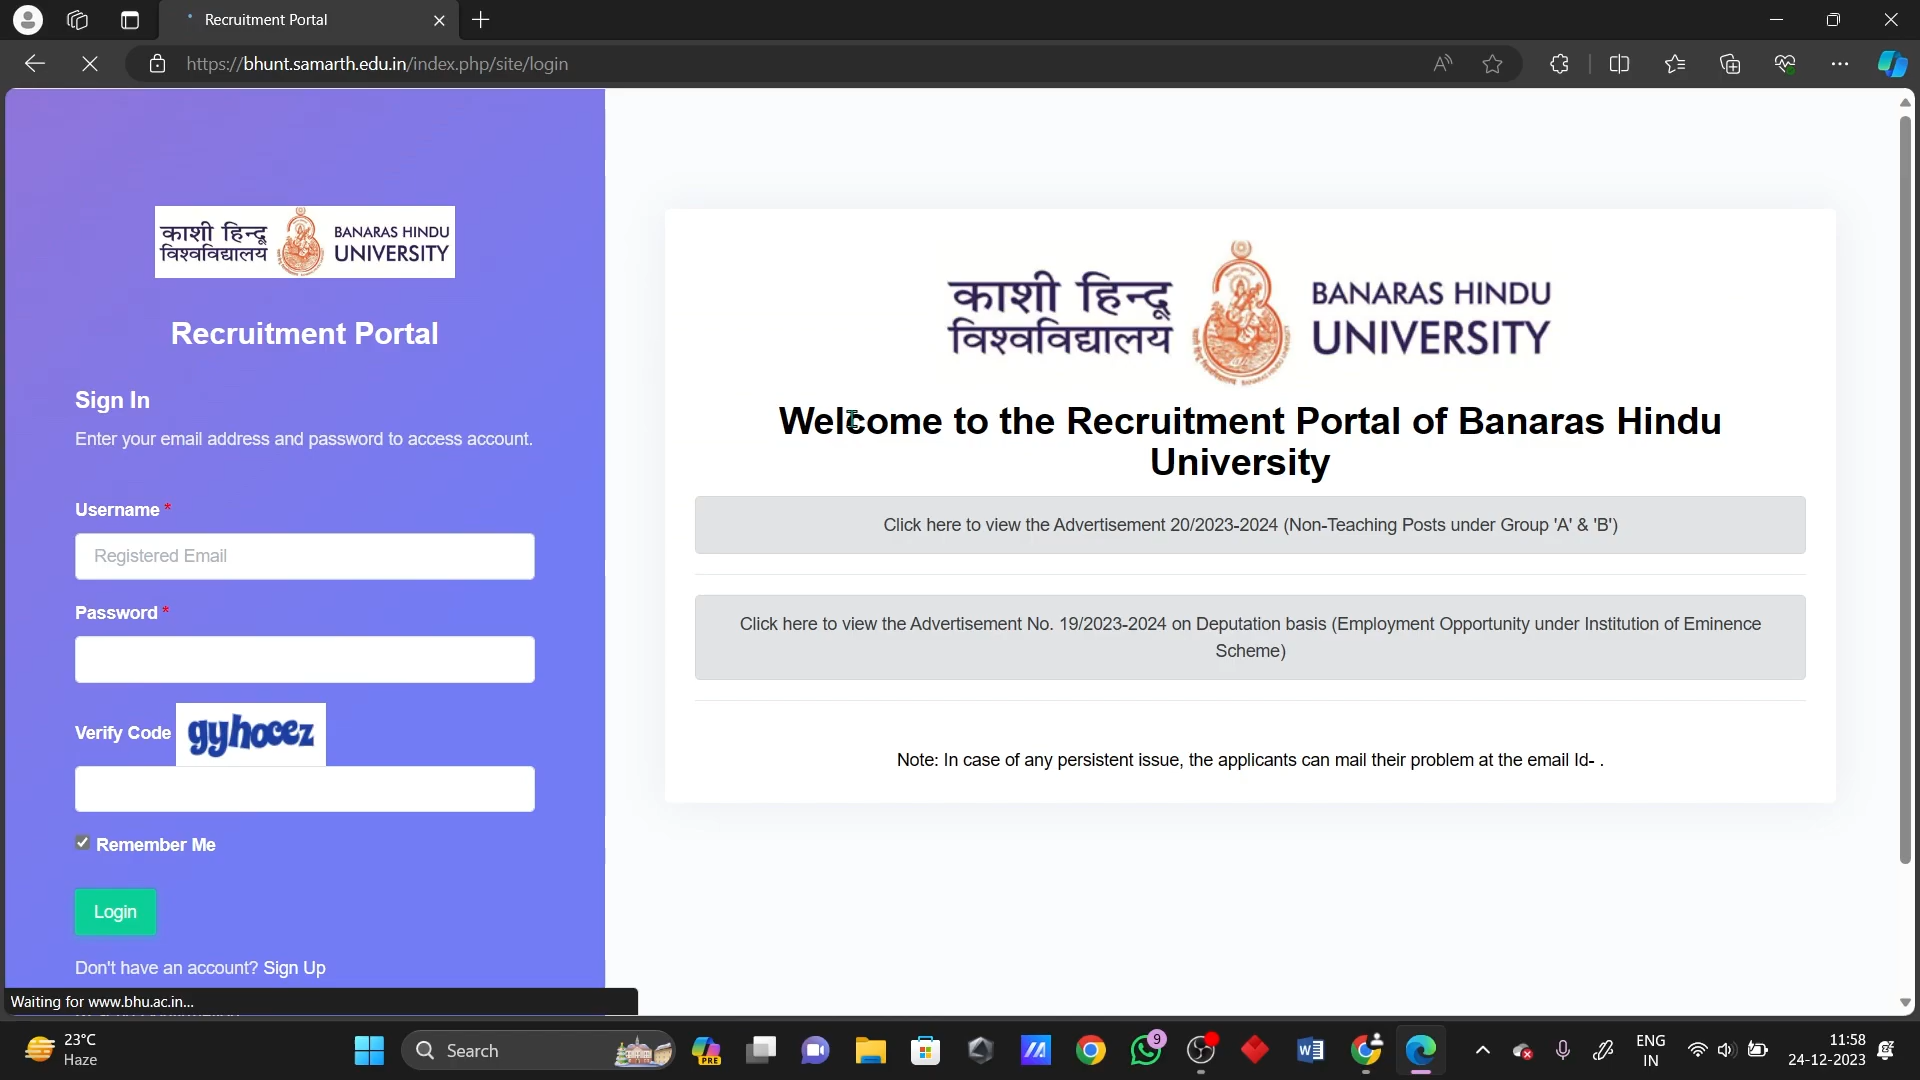 Recruitment Portal
https://bhunt.samarth.edu.in/index.php/site/login
काशी हिन्दू
विश्वविद्यालय
BANARAS HINDU
UNIVERSITY
Recruitment Portal
Sign In
Enter your email address and password to access account.
Username *
Registered Email
Password *
Verify Code gyhocez
Remember Me
Login
Don't have an account? Sign Up
Waiting for www.bhu.ac.in...
काशी हिन्दू
विश्वविद्यालय
BANARAS HINDU
UNIVERSITY
Welcome to the Recruitment Portal of Banaras Hindu
University
Click here to view the Advertisement 20/2023-2024 (Non-Teaching Posts under Group 'A' & 'B')
Click here to view the Advertisement No. 19/2023-2024 on Deputation basis (Employment Opportunity under Institution of Eminence
Scheme)
Note: In case of any persistent issue, the applicants can mail their problem at the email Id- .
23°C
Haze
Search
PRE
9
ENG
IN
11:58
24-12-2023